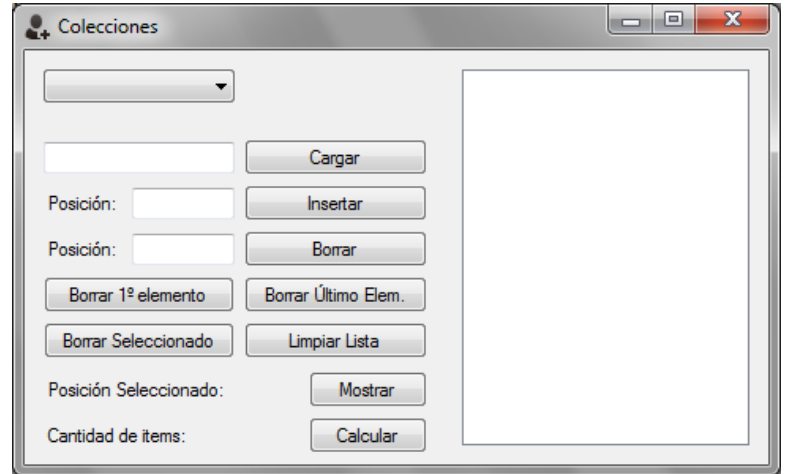 Colecciones
Cargar
Posición: Insertar
Posición: Borrar
Borrar 1º elemento Borrar Último Elem.
Borrar Seleccionado Limpiar Lista
Posición Seleccionado: Mostrar
Cantidad de items: Calcular